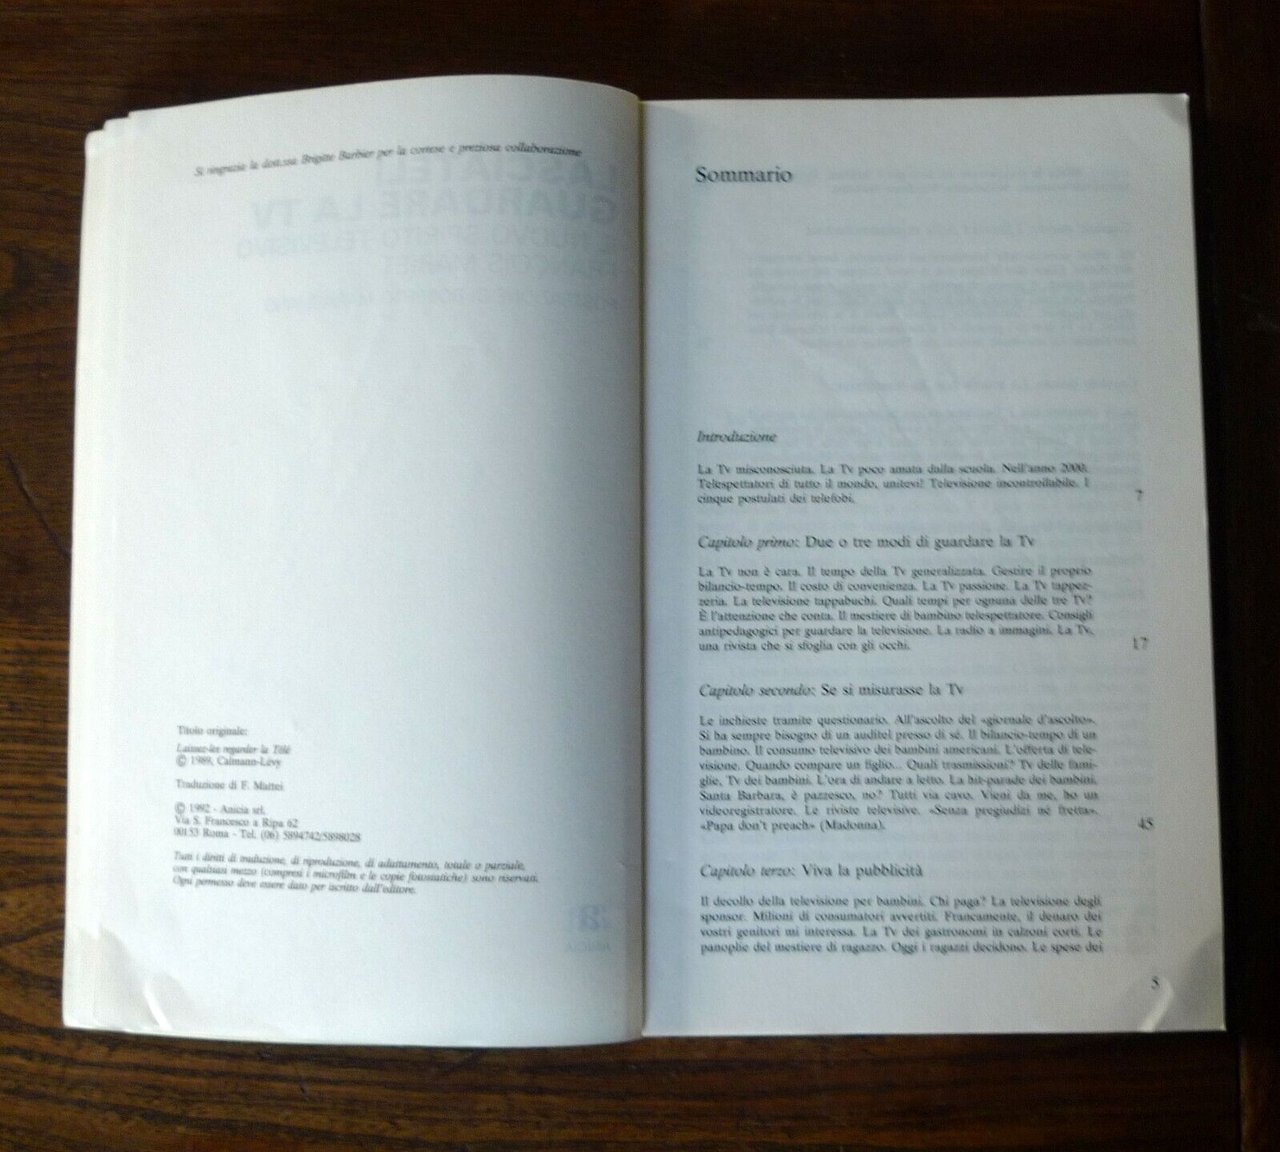 Si ringrazia la dott.ssa Brigitte Barbier per la cortese e preziosa collaborazione
Titolo originale:
Laissez-les regarder la Télé
© 1989, Calmann-Lévy
Traduzione di F. Mattei
© 1992 - Anicia srl.
Via S. Francesco a Ripa 62
00153 Roma - Tel. (06) 5894742/5898028
Tutti i diritti di traduzione, di riproduzione, di adattamento, totale o parziale,
con qualsiasi mezzo (compresi i microfilm e le copie fotostatiche) sono riservati.
Ogni permesso deve essere dato per iscritto dall'editore.
Sommario
Introduzione
La Tv misconosciuta. La Tv poco amata dalla scuola. Nell'anno 2000.
Telespettatori di tutto il mondo, unitevi! Televisione incontrollabile. I
cinque postulati dei telefobi. 7
Capitolo primo: Due o tre modi di guardare la Tv
La Tv non è cara. Il tempo della Tv generalizzata. Gestire il proprio
bilancio-tempo. Il costo di convenienza. La Tv passione. La Tv tappez-
zeria. La televisione tappabuchi. Quali tempi per ognuna delle tre Tv?
È l'attenzione che conta. Il mestiere di bambino telespettatore. Consigli
antipedagogici per guardare la televisione. La radio a immagini. La Tv,
una rivista che si sfoglia con gli occhi. 17
Capitolo secondo: Se si misurasse la Tv
Le inchieste tramite questionario. All'ascolto del «giornale d'ascolto».
Si ha sempre bisogno di un auditel presso di sé. Il bilancio-tempo di un
bambino. Il consumo televisivo dei bambini americani. L'offerta di tele-
visione. Quando compare un figlio... Quali trasmissioni? Tv delle fami-
glie, Tv dei bambini. L'ora di andare a letto. La hit-parade dei bambini.
Santa Barbara, è pazzesco, no? Tutti via cavo. Vieni da me, ho un
videoregistratore. Le riviste televisive. «Senza pregiudizi né fretta».
«Papa don't preach» (Madonna). 45
Capitolo terzo: Viva la pubblicità
Il decollo della televisione per bambini. Chi paga? La televisione degli
sponsor. Milioni di consumatori avvertiti. Francamente, il denaro dei
vostri genitori mi interessa. La Tv dei gastronomi in calzoni corti. Le
panoplie del mestiere di ragazzo. Oggi i ragazzi decidono. Le spese dei
5